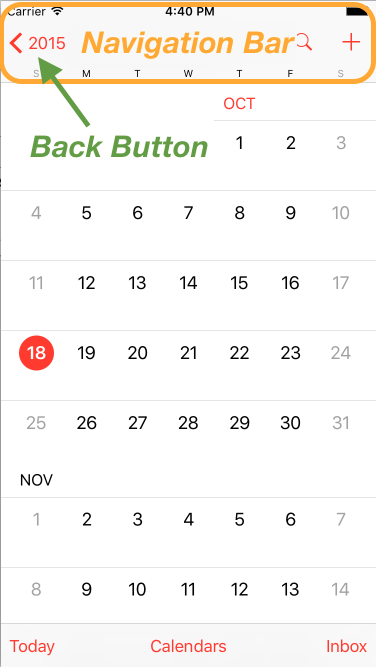 Carrier 4:40 PM
2015 Navigation Bar
S M T W T F S
OCT
Back Button 1 2 3
4 5 6 7 8 9 10
11 12 13 14 15 16 17
18 19 20 21 22 23 24
25 26 27 28 29 30 31
NOV
1 2 3 4 5 6 7
8 9 10 11 12 13 14
Today Calendars Inbox